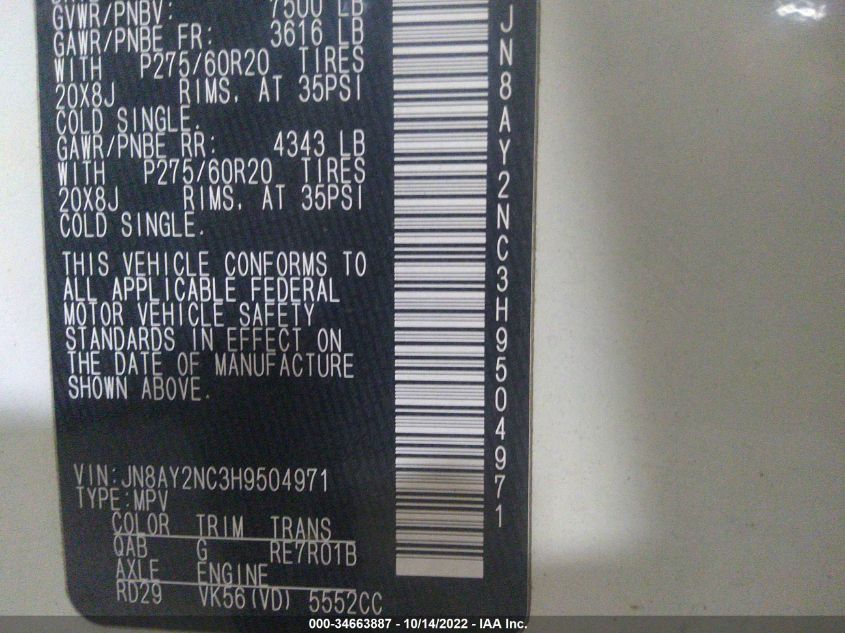 GVWR/PNBV: 7500 LB
GAWR/PNBE FR: 3616 LB
WITH P275/60R20 TIRES
20X8J RIMS, AT 35PSI
COLD SINGLE.
GAWR/PNBE RR: 4343 LB
WITH P275/60R20 TIRES
20X8J RIMS, AT 35PSI
COLD SINGLE.
THIS VEHICLE CONFORMS TO
ALL APPLICABLE FEDERAL
MOTOR VEHICLE SAFETY
STANDARDS IN EFFECT ON
THE DATE OF MANUFACTURE
SHOWN ABOVE.
VIN:JN8AY2NC3H9504971
TYPE:MPV
COLOR TRIM TRANS
QAB G RE7R01B
AXLE ENGINE
RD29 VK56(VD) 5552CC
JN8AY2NC3H9504971
000-34663887 - 10/14/2022 - IAA Inc.